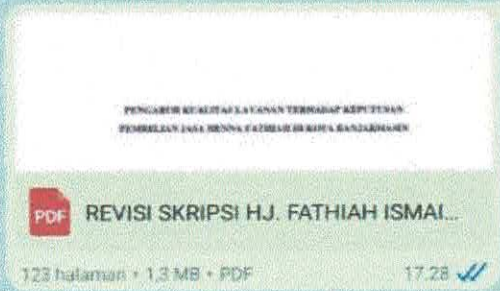 PENGARUH KUALITAS LAYANAN TERHADAP KEPUTUSAN
PEMBELIAN JASA HENNA FATHIAH DI KOTA BANJARMASIN
PDF
REVISI SKRIPSI HJ. FATHIAH ISMAI...
123 halaman • 1,3 MB • PDF
17.28